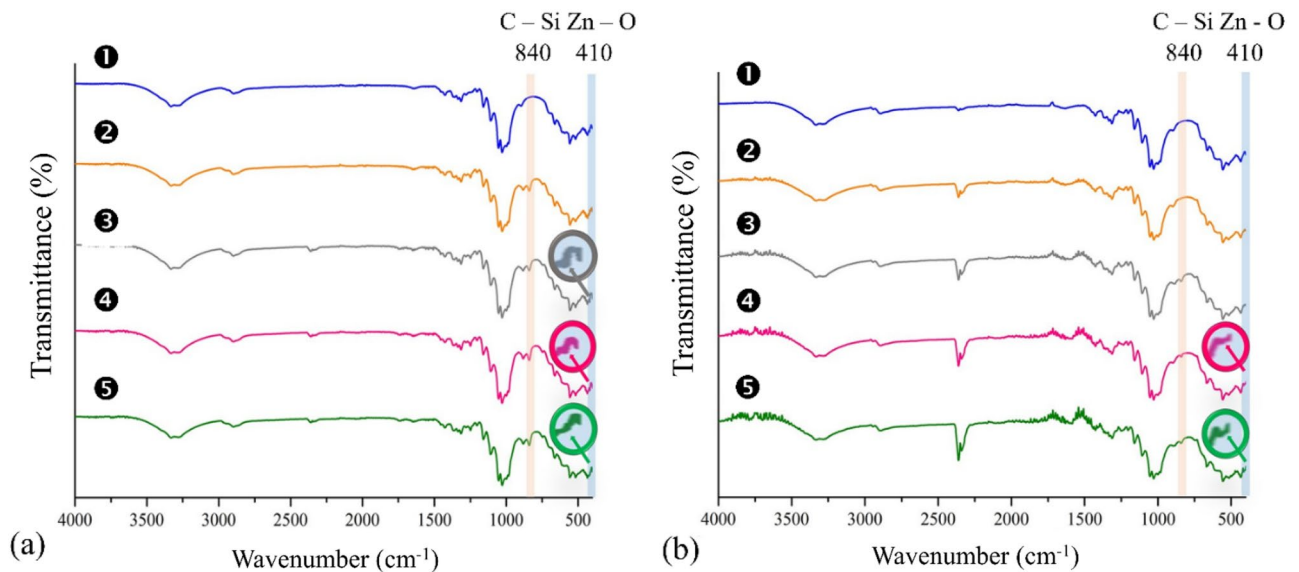 C – Si Zn – O
840 410
❶
❷
❸
❹
❺
Transmittance (%)
4000 3500 3000 2500 2000 1500 1000 500
Wavenumber (cm-1)
(a)
C – Si Zn - O
840 410
❶
❷
❸
❹
❺
Transmittance (%)
4000 3500 3000 2500 2000 1500 1000 500
Wavenumber (cm-1)
(b)